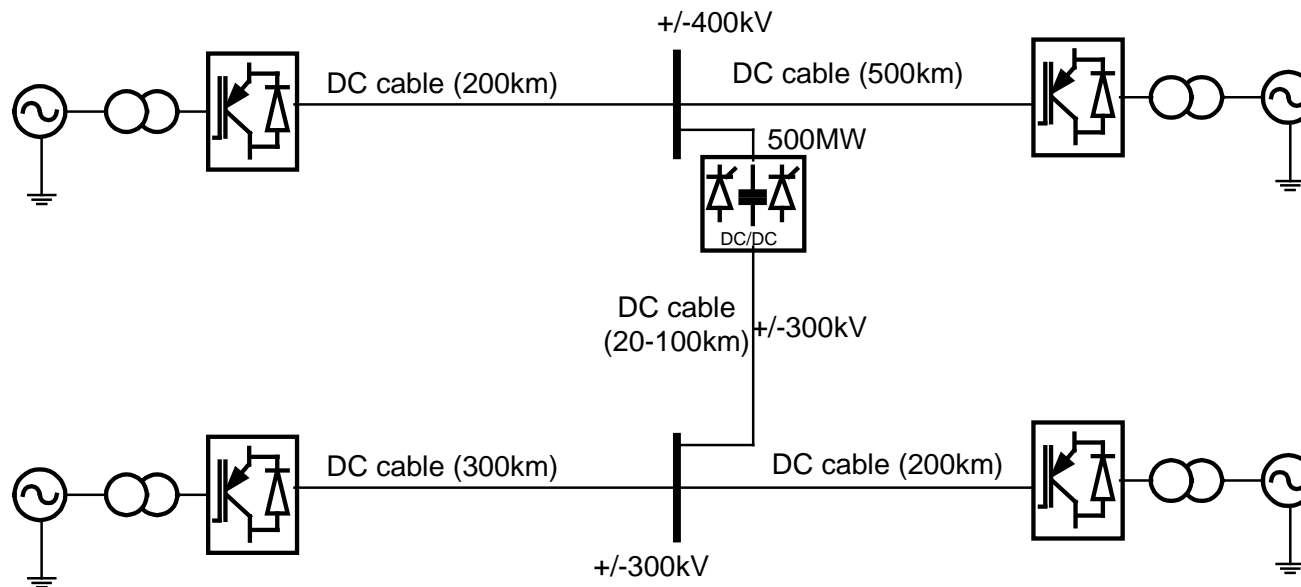 +/-400kV
DC cable (200km)
DC cable (500km)
500MW
DC/DC
DC cable
(20-100km)
+/-300kV
DC cable (300km)
DC cable (200km)
+/-300kV